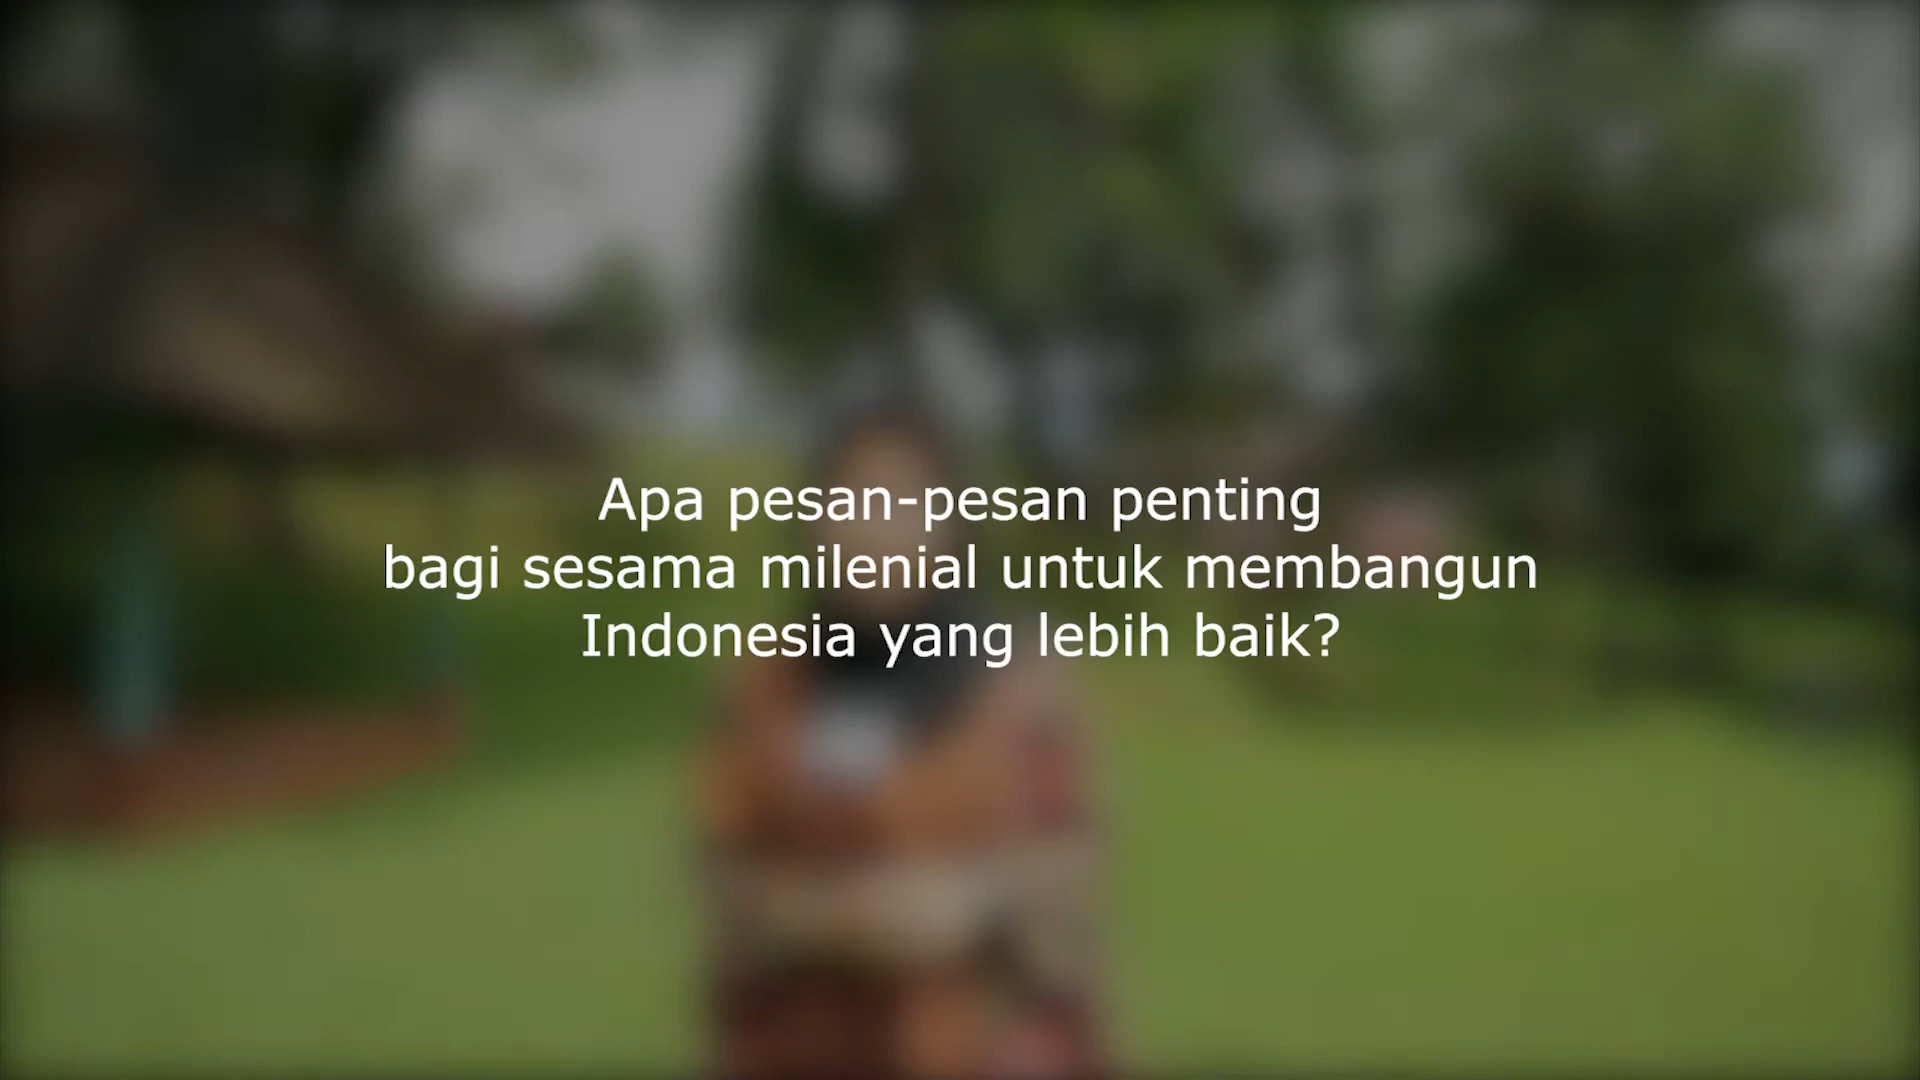 Apa pesan-pesan penting
bagi sesama milenial untuk membangun
Indonesia yang lebih baik?